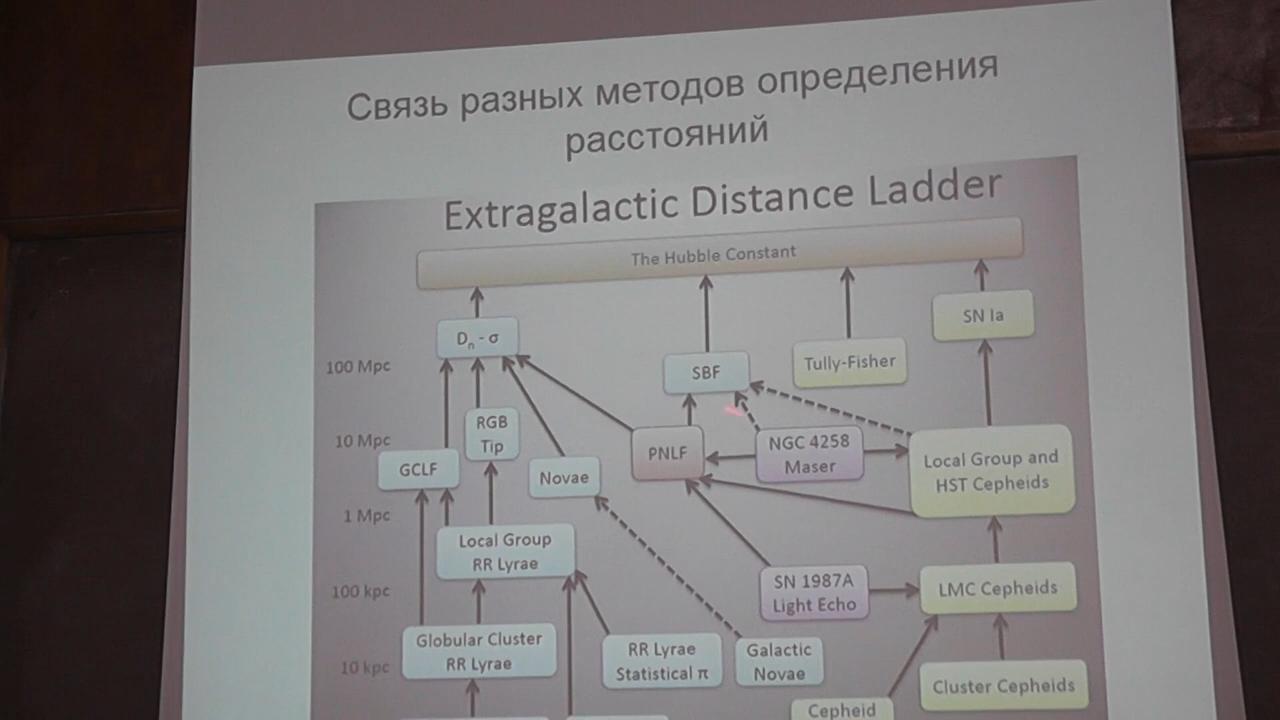 Связь разных методов определения
расстояний
Extragalactic Distance Ladder
The Hubble Constant
SN Ia
Dn - σ
Tully-Fisher
100 Mpc
SBF
RGB
Tip
10 Mpc
NGC 4258
Maser
PNLF
Local Group and
HST Cepheids
GCLF
Novae
1 Mpc
Local Group
RR Lyrae
SN 1987A
Light Echo
LMC Cepheids
100 kpc
Globular Cluster
RR Lyrae
RR Lyrae
Statistical π
Galactic
Novae
10 kpc
Cluster Cepheids
Cepheid